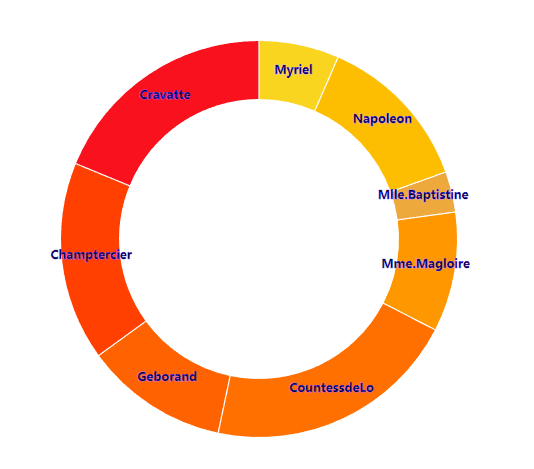 Myriel
Napoleon
Mlle.Baptistine
Mme.Magloire
CountessdeLo
Geborand
Champtercier
Cravatte